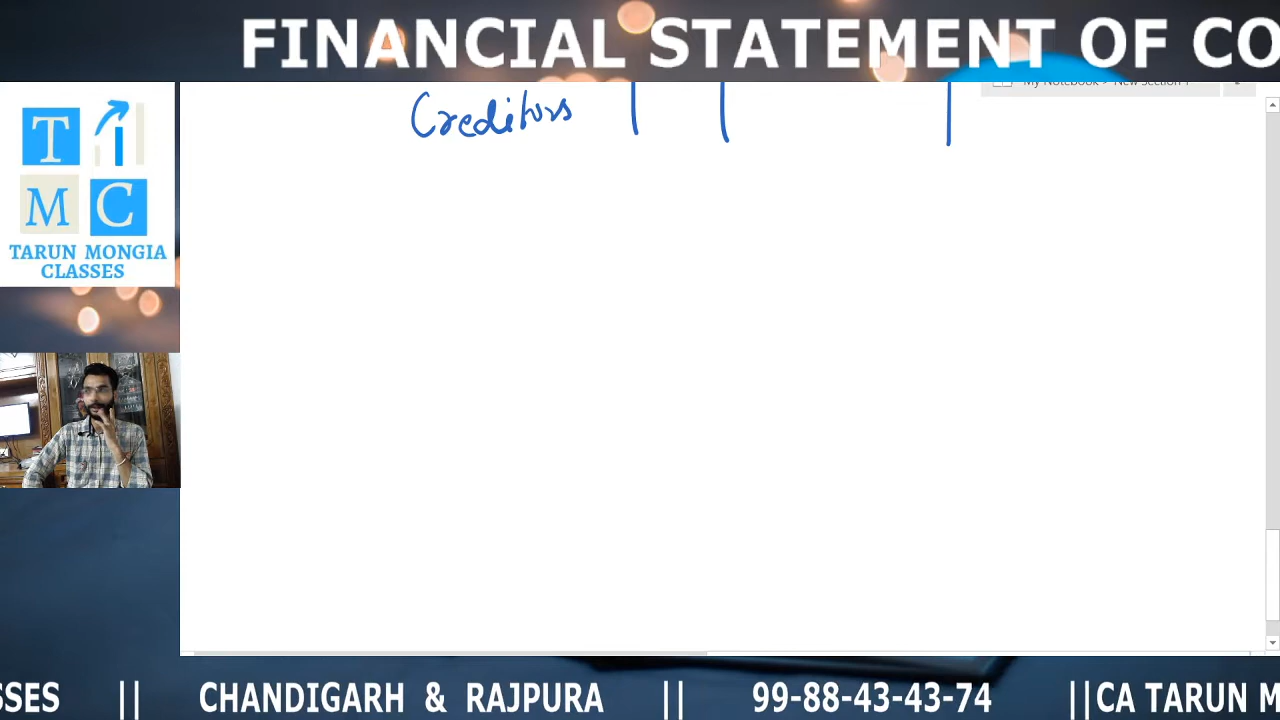 FINANCIAL STATEMENT OF CO
Creditors
T
M C
TARUN MONGIA
CLASSES
SSES || CHANDIGARH & RAJPURA || 99-88-43-43-74 ||CA TARUN M